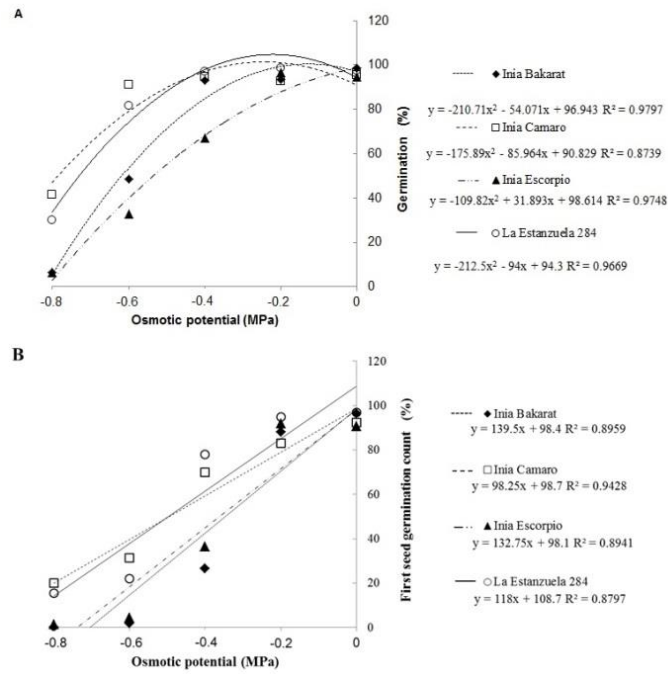 A
120
100
80
60
40
20
0
Germination (%)
-0.8 -0.6 -0.4 -0.2 0
Osmotic potential (MPa)
Inia Bakarat
y = -210.71x² - 54.071x + 96.943 R² = 0.9797
Inia Camaro
y = -175.89x² - 85.964x + 90.829 R² = 0.8739
Inia Escorpio
y = -109.82x² + 31.893x + 98.614 R² = 0.9748
La Estanzuela 284
y = -212.5x² - 94x + 94.3 R² = 0.9669
B
120
100
80
60
40
20
0
First seed germination count (%)
-0.8 -0.6 -0.4 -0.2 0
Osmotic potential (MPa)
Inia Bakarat
y = 139.5x + 98.4 R² = 0.8959
Inia Camaro
y = 98.25x + 98.7 R² = 0.9428
Inia Escorpio
y = 132.75x + 98.1 R² = 0.8941
La Estanzuela 284
y = 118x + 108.7 R² = 0.8797